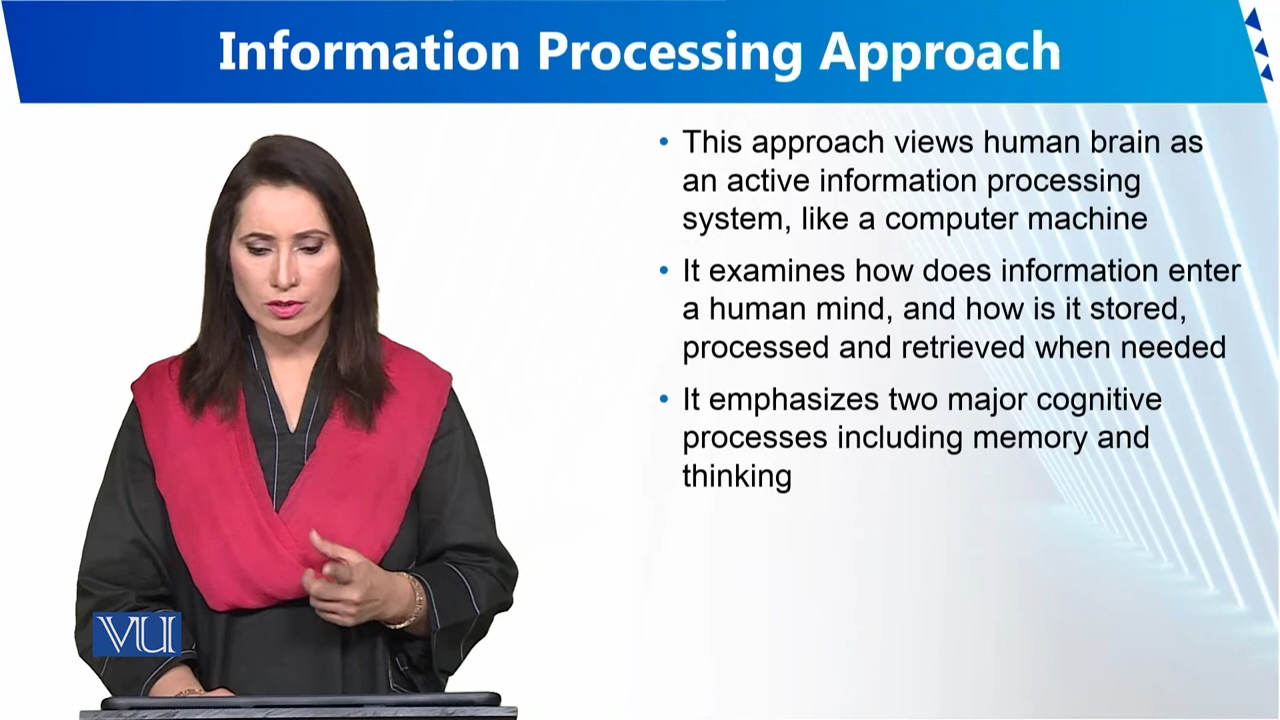 Information Processing Approach
• This approach views human brain as
an active information processing
system, like a computer machine
• It examines how does information enter
a human mind, and how is it stored,
processed and retrieved when needed
• It emphasizes two major cognitive
processes including memory and
thinking
VU